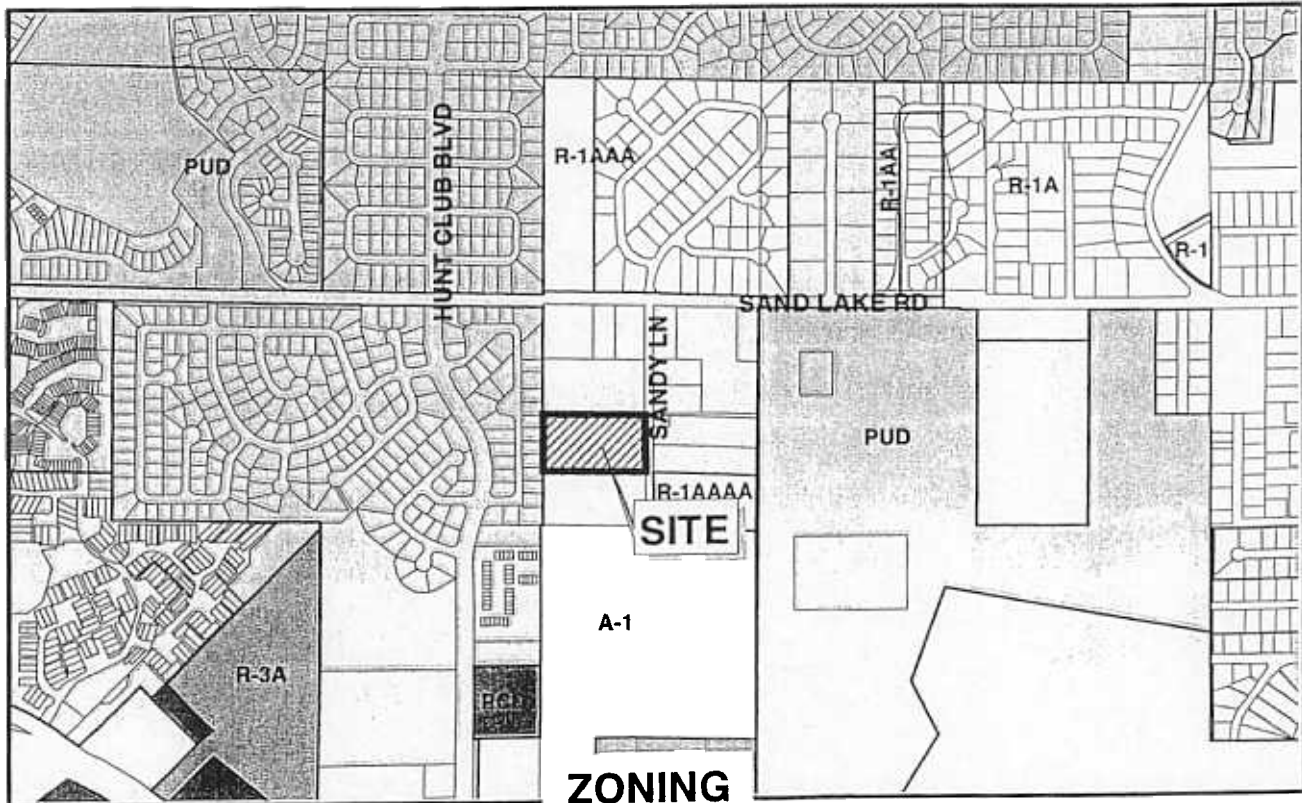 PUD
HUNT CLUB BLVD
R-1AAA
R-1AA
R-1A
R-1
SAND LAKE RD
SANDY LN
PUD
R-1AAAA
SITE
A-1
R-3A
ZONING